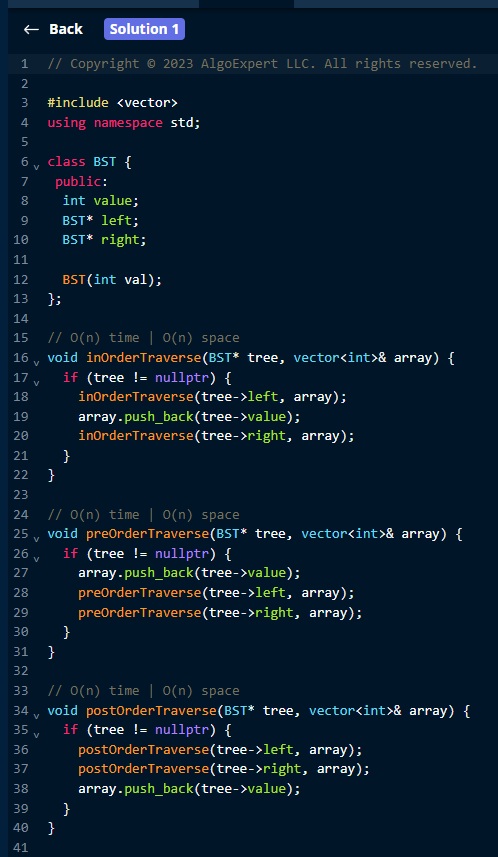 ← Back Solution 1
1 // Copyright © 2023 AlgoExpert LLC. All rights reserved.
2
3 #include <vector>
4 using namespace std;
5
6 class BST {
7  public:
8   int value;
9   BST* left;
10   BST* right;
11
12   BST(int val);
13 };
14
15 // O(n) time | O(n) space
16 void inOrderTraverse(BST* tree, vector<int>& array) {
17   if (tree != nullptr) {
18     inOrderTraverse(tree->left, array);
19     array.push_back(tree->value);
20     inOrderTraverse(tree->right, array);
21   }
22 }
23
24 // O(n) time | O(n) space
25 void preOrderTraverse(BST* tree, vector<int>& array) {
26   if (tree != nullptr) {
27     array.push_back(tree->value);
28     preOrderTraverse(tree->left, array);
29     preOrderTraverse(tree->right, array);
30   }
31 }
32
33 // O(n) time | O(n) space
34 void postOrderTraverse(BST* tree, vector<int>& array) {
35   if (tree != nullptr) {
36     postOrderTraverse(tree->left, array);
37     postOrderTraverse(tree->right, array);
38     array.push_back(tree->value);
39   }
40 }
41